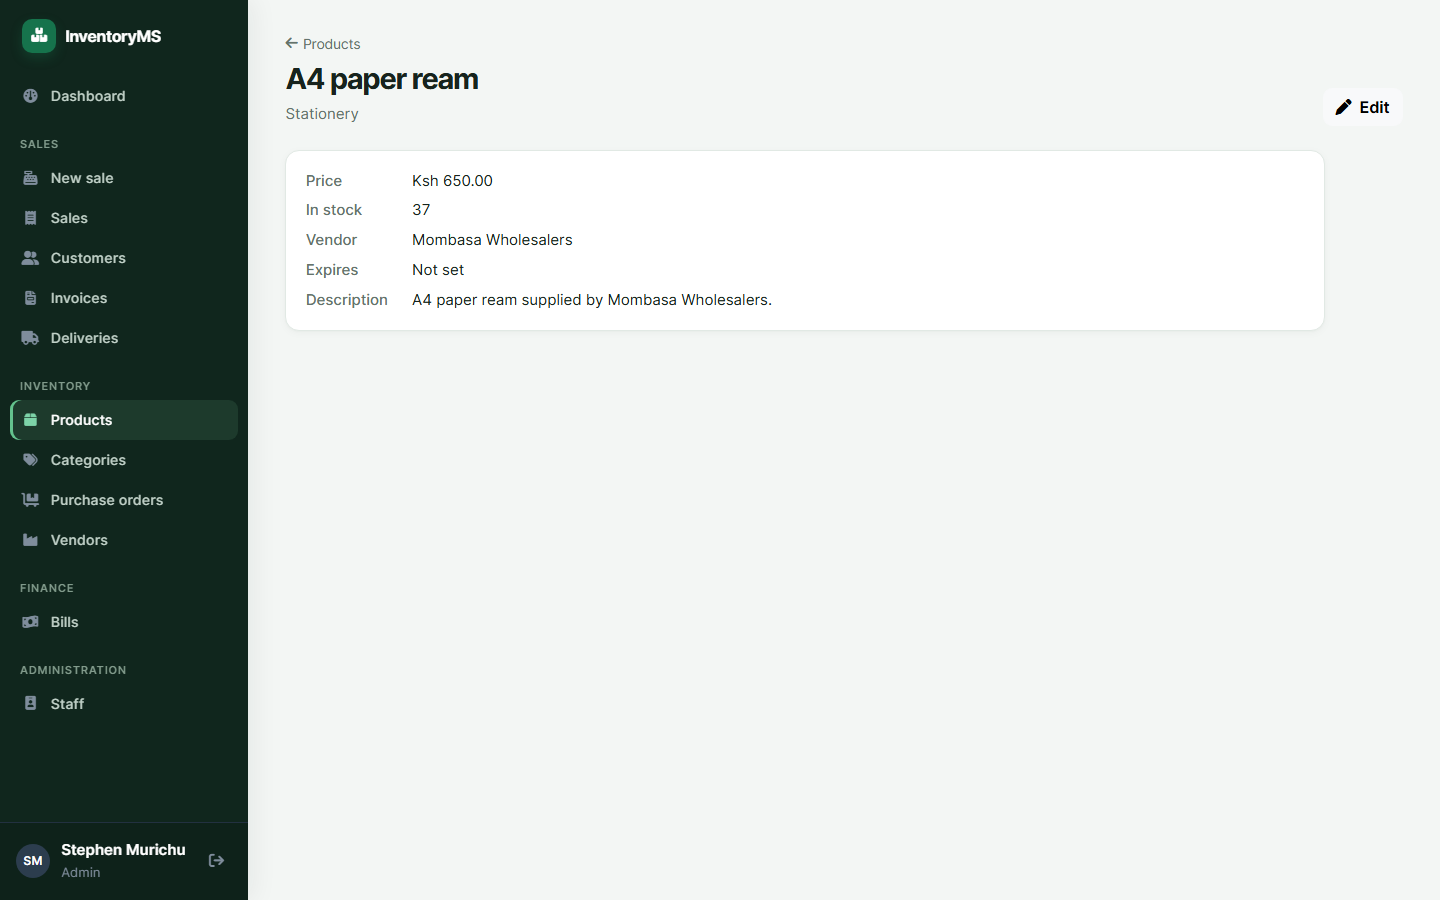 InventoryMS
Dashboard
SALES
New sale
Sales
Customers
Invoices
Deliveries
INVENTORY
Products
Categories
Purchase orders
Vendors
FINANCE
Bills
ADMINISTRATION
Staff
SM
Stephen Murichu
Admin
Products
A4 paper ream
Stationery
Edit
Price Ksh 650.00
In stock 37
Vendor Mombasa Wholesalers
Expires Not set
Description A4 paper ream supplied by Mombasa Wholesalers.